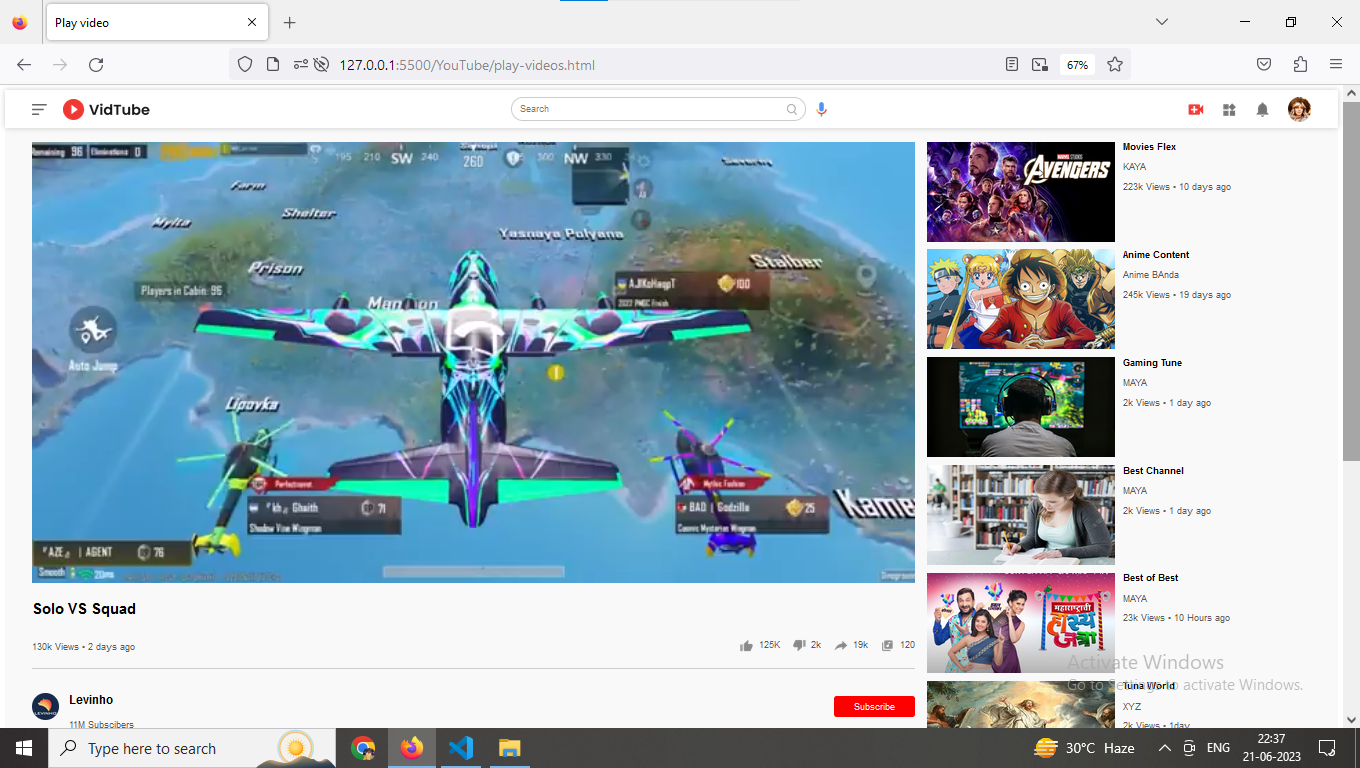 Play video
127.0.0.1:5500/YouTube/play-videos.html
67%
VidTube
Search
Remaining 96 Eliminations 0
195 210 SW 240 260 300 NW 330
Severny
Farm
Mylta
Shelter
Yasnaya Polyana
Prison
Stalber
Players in Cabin: 96
Mansion
100
2022 PMGC Finish
Auto Jump
Lipovka
Perfectionist
Mythic Fashion
Ghaith 71
BAD | Godzilla 25
Shadow Vine Wingman
Cosmic Mysteries Wingman
Kame
| AGENT 76
Smooth 20ms
Solo VS Squad
130k Views • 2 days ago
125K 2k 19k 120
LEVINHO
Levinho
11M Subscibers
Subscribe
MARVEL STUDIOS
AVENGERS
Movies Flex
KAYA
223k Views • 10 days ago
Anime Content
Anime BAnda
245k Views • 19 days ago
Gaming Tune
MAYA
2k Views • 1 day ago
Best Channel
MAYA
2k Views • 1 day ago
महाराष्ट्राची
हास्य
जत्रा
Best of Best
MAYA
23k Views • 10 Hours ago
Tuna World
XYZ
2k Views • 1day
Activate Windows
Go to Settings to activate Windows.
Type here to search
30°C Haze
ENG
22:37
21-06-2023